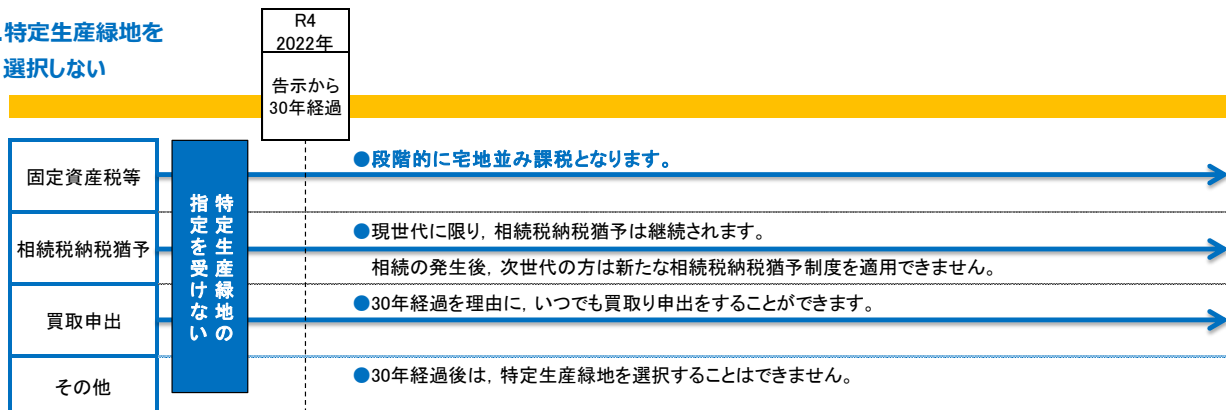 .特定生産緑地を
選択しない
R4
2022年
告示から
30年経過
固定資産税等
相続税納税猶予
買取申出
その他
特定生産緑地の
指定を受けない
●段階的に宅地並み課税となります。
●現世代に限り，相続税納税猶予は継続されます。
相続の発生後，次世代の方は新たな相続税納税猶予制度を適用できません。
●30年経過を理由に，いつでも買取り申出をすることができます。
●30年経過後は，特定生産緑地を選択することはできません。